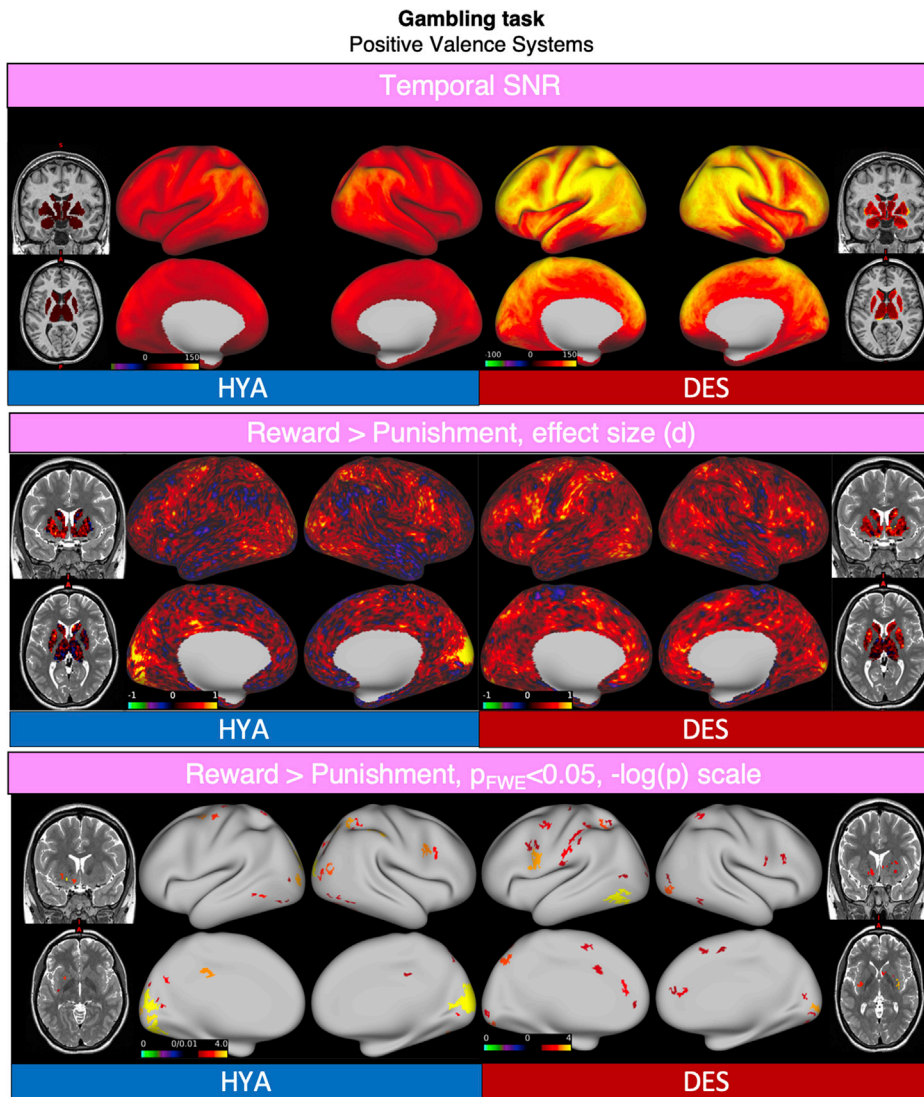 Gambling task
Positive Valence Systems
Temporal SNR
0 150
-100 0 150
HYA DES
Reward > Punishment, effect size (d)
-1 0 1
-1 0 1
HYA DES
Reward > Punishment, pFWE<0.05, -log(p) scale
0 0/0.01 4.0
0 0 4
HYA DES